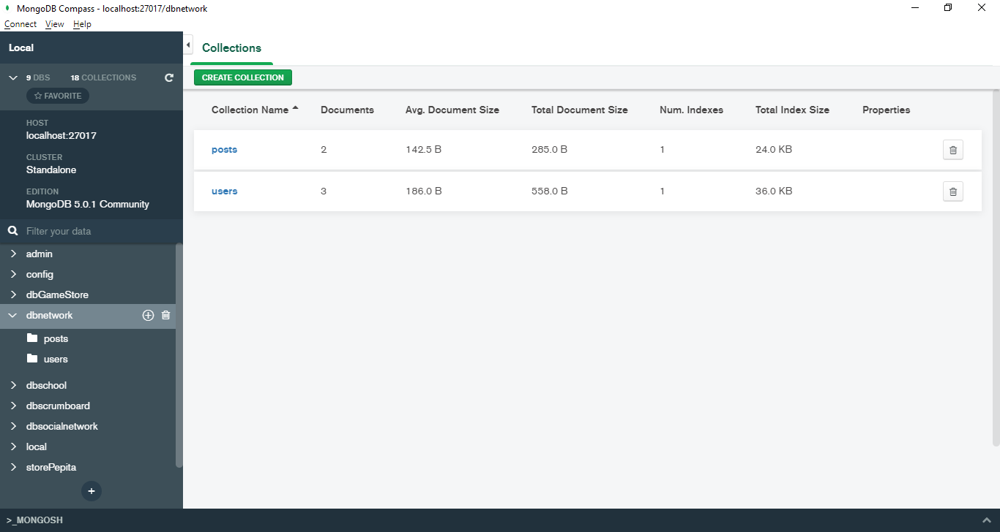 MongoDB Compass - localhost:27017/dbnetwork
Connect View Help
Local
9 DBS 18 COLLECTIONS
FAVORITE
HOST
localhost:27017
CLUSTER
Standalone
EDITION
MongoDB 5.0.1 Community
Filter your data
admin
config
dbGameStore
dbnetwork
posts
users
dbschool
dbscrumboard
dbsocialnetwork
local
storePepita
+
Collections
CREATE COLLECTION
Collection Name Documents Avg. Document Size Total Document Size Num. Indexes Total Index Size Properties
posts 2 142.5 B 285.0 B 1 24.0 KB
users 3 186.0 B 558.0 B 1 36.0 KB
>_MONGOSH